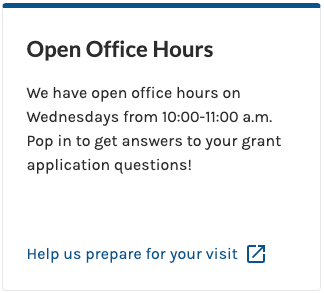 Open Office Hours
We have open office hours on
Wednesdays from 10:00-11:00 a.m.
Pop in to get answers to your grant
application questions!
Help us prepare for your visit